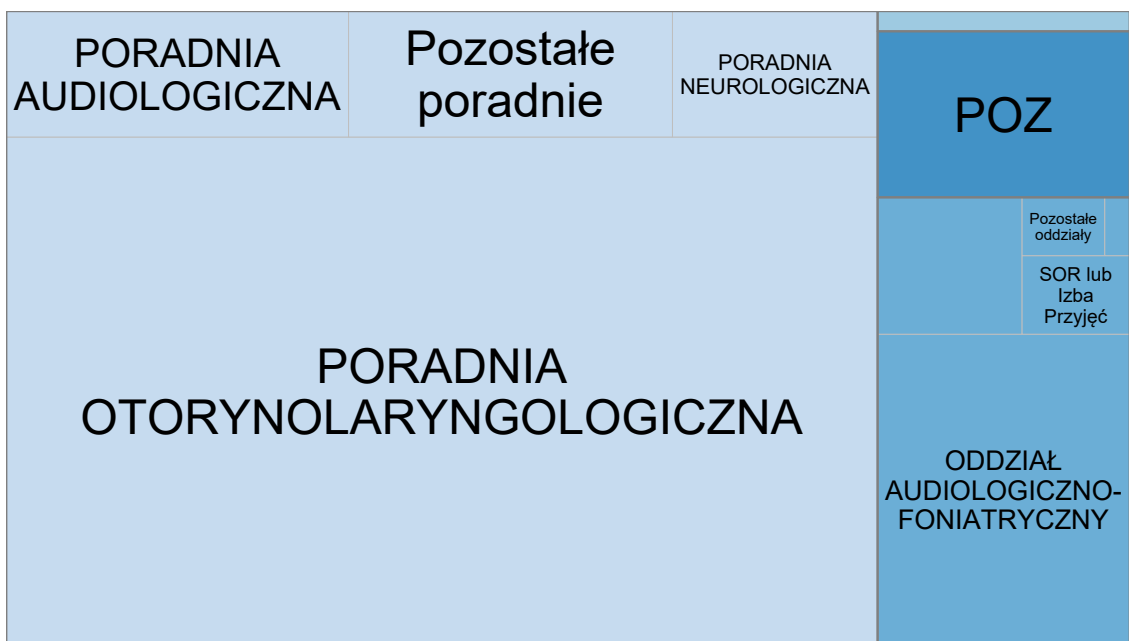 PORADNIA
AUDIOLOGICZNA
Pozostałe
poradnie
PORADNIA
NEUROLOGICZNA
POZ
Pozostałe
oddziały
SOR lub
Izba
Przyjęć
PORADNIA
OTORYNOLARYNGOLOGICZNA
ODDZIAŁ
AUDIOLOGICZNO-
FONIATRYCZNY